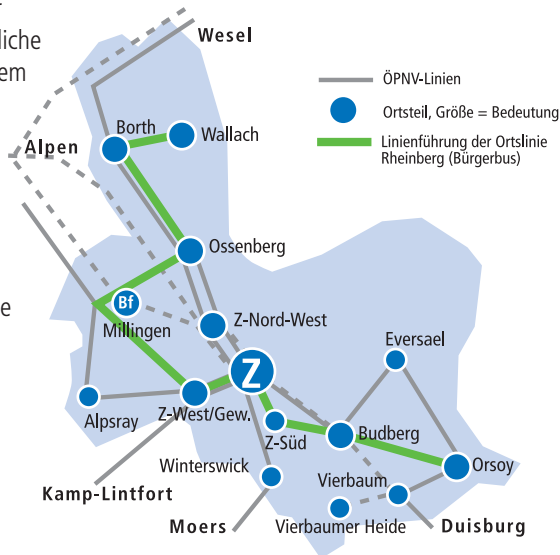 liche
em
e
Wesel
ÖPNV-Linien
Ortsteil, Größe = Bedeutung
Linienführung der Ortslinie
Rheinberg (Bürgerbus)
Borth
Wallach
Alpen
Ossenberg
Bf
Millingen
Z-Nord-West
Eversael
Z
Alpsray
Z-West/Gew.
Z-Süd
Budberg
Orsoy
Winterswick
Vierbaum
Kamp-Lintfort
Moers
Vierbaumer Heide
Duisburg